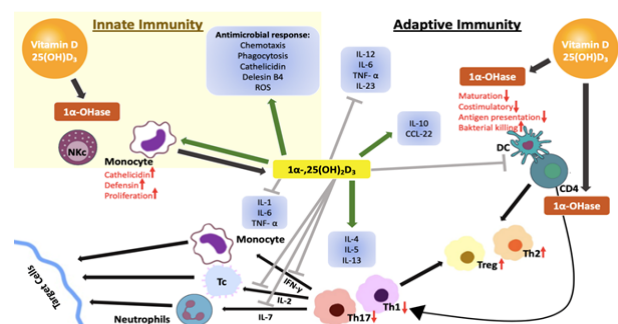 Innate Immunity
Adaptive Immunity
Vitamin D
25(OH)D3
1α-OHase
NKc
Monocyte
Cathelicidin
Defensin
Proliferation
Antimicrobial response:
Chemotaxis
Phagocytosis
Cathelicidin
Delesin B4
ROS
IL-12
IL-6
TNF- α
IL-23
IL-10
CCL-22
1α-,25(OH)2D3
IL-1
IL-6
TNF- α
IL-4
IL-5
IL-13
Vitamin D
25(OH)D3
1α-OHase
Maturation
Costimulatory
Antigen presentation
Bakterial killing
DC
CD4
1α-OHase
Treg
Th2
Th17
Th1
IFN-γ
IL-2
IL-7
Monocyte
Tc
Neutrophils
Target Cells